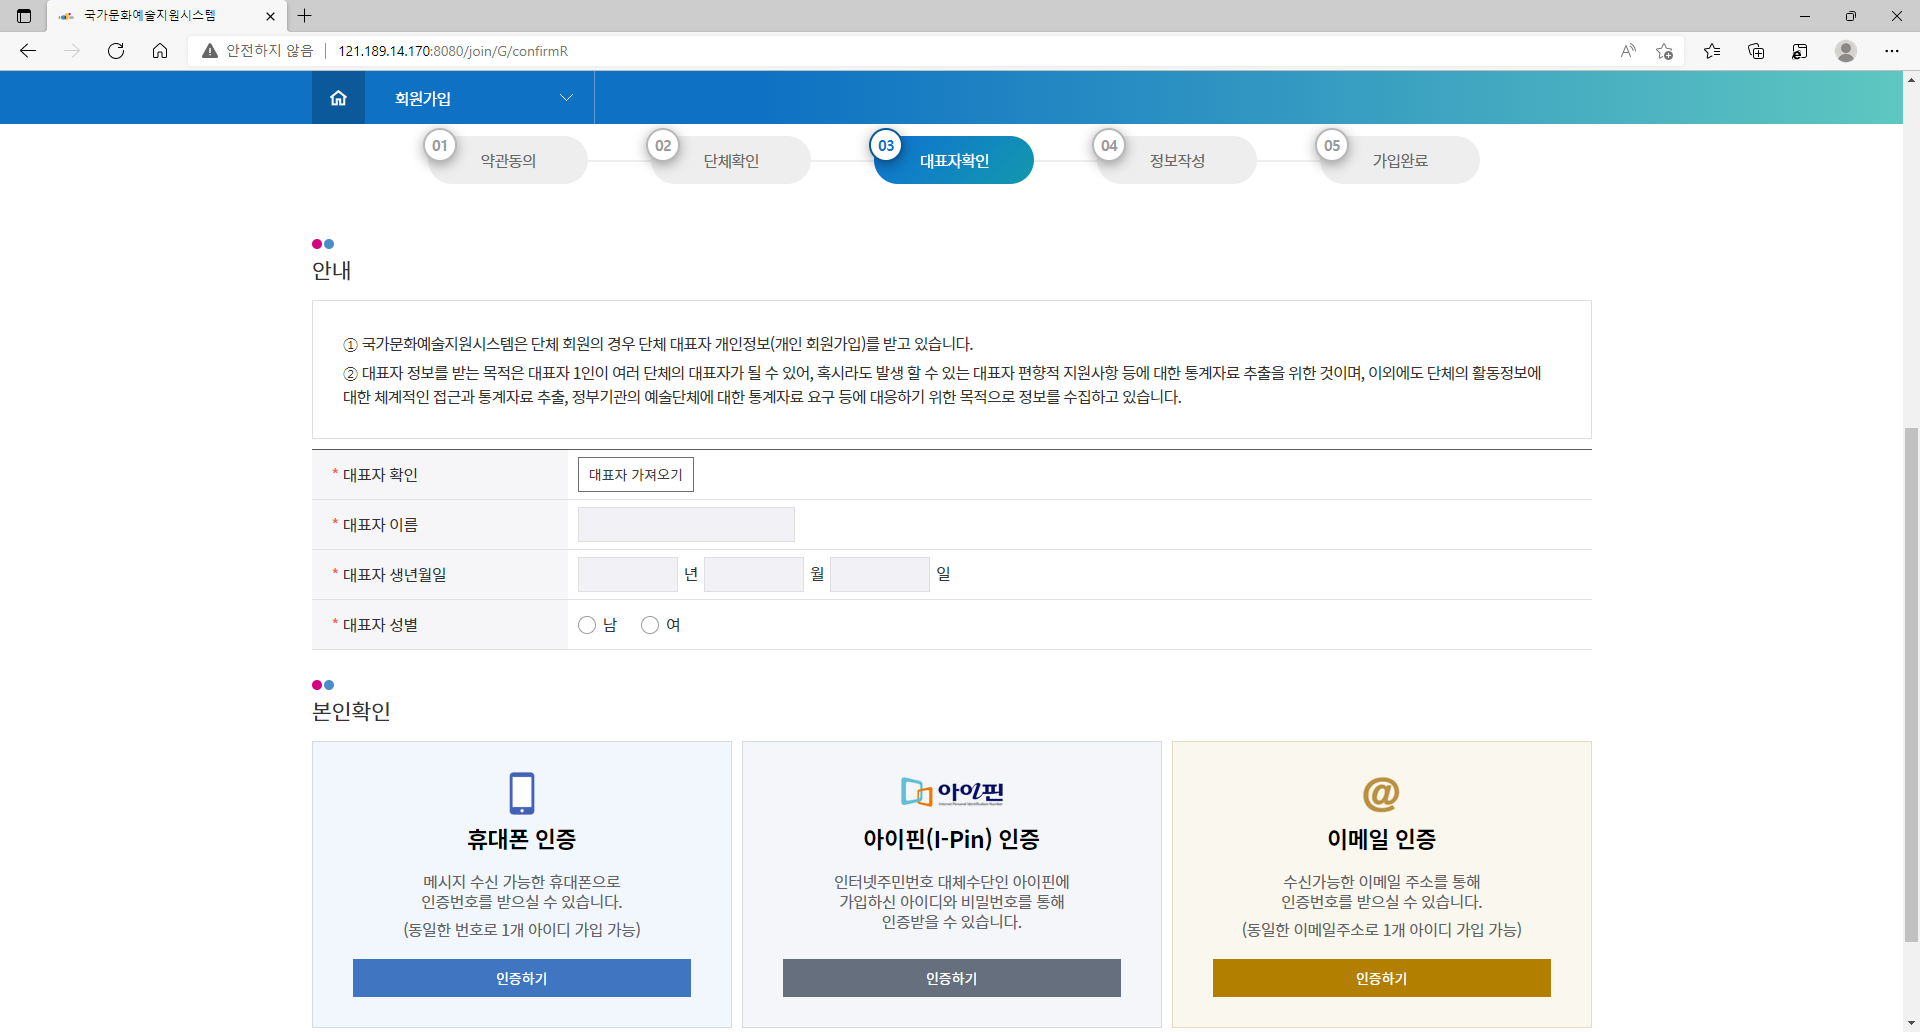 국가문화예술지원시스템
안전하지 않음 | 121.189.14.170:8080/join/G/confirmR
회원가입
01 약관동의
02 단체확인
03 대표자확인
04 정보작성
05 가입완료
안내
① 국가문화예술지원시스템은 단체 회원의 경우 단체 대표자 개인정보(개인 회원가입)를 받고 있습니다.
② 대표자 정보를 받는 목적은 대표자 1인이 여러 단체의 대표자가 될 수 있어, 혹시라도 발생 할 수 있는 대표자 편향적 지원사항 등에 대한 통계자료 추출을 위한 것이며, 이외에도 단체의 활동정보에
대한 체계적인 접근과 통계자료 추출, 정부기관의 예술단체에 대한 통계자료 요구 등에 대응하기 위한 목적으로 정보를 수집하고 있습니다.
* 대표자 확인 대표자 가져오기
* 대표자 이름
* 대표자 생년월일 년 월 일
* 대표자 성별 남 여
본인확인
휴대폰 인증
메시지 수신 가능한 휴대폰으로
인증번호를 받으실 수 있습니다.
(동일한 번호로 1개 아이디 가입 가능)
인증하기
아이핀
아이핀(I-Pin) 인증
인터넷주민번호 대체수단인 아이핀에
가입하신 아이디와 비밀번호를 통해
인증받을 수 있습니다.
인증하기
@
이메일 인증
수신가능한 이메일 주소를 통해
인증번호를 받으실 수 있습니다.
(동일한 이메일주소로 1개 아이디 가입 가능)
인증하기